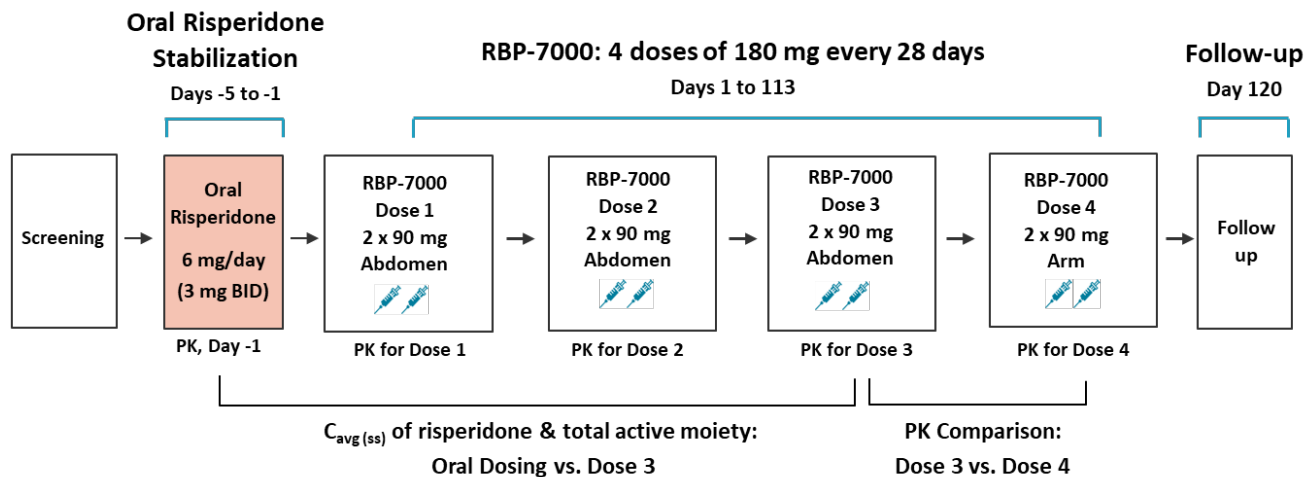 Oral Risperidone
Stabilization
Days -5 to -1
RBP-7000: 4 doses of 180 mg every 28 days
Days 1 to 113
Follow-up
Day 120
Screening
Oral
Risperidone
6 mg/day
(3 mg BID)
PK, Day -1
RBP-7000
Dose 1
2 x 90 mg
Abdomen
PK for Dose 1
RBP-7000
Dose 2
2 x 90 mg
Abdomen
PK for Dose 2
RBP-7000
Dose 3
2 x 90 mg
Abdomen
PK for Dose 3
RBP-7000
Dose 4
2 x 90 mg
Arm
PK for Dose 4
Follow
up
Cavg (ss) of risperidone & total active moiety:
Oral Dosing vs. Dose 3
PK Comparison:
Dose 3 vs. Dose 4